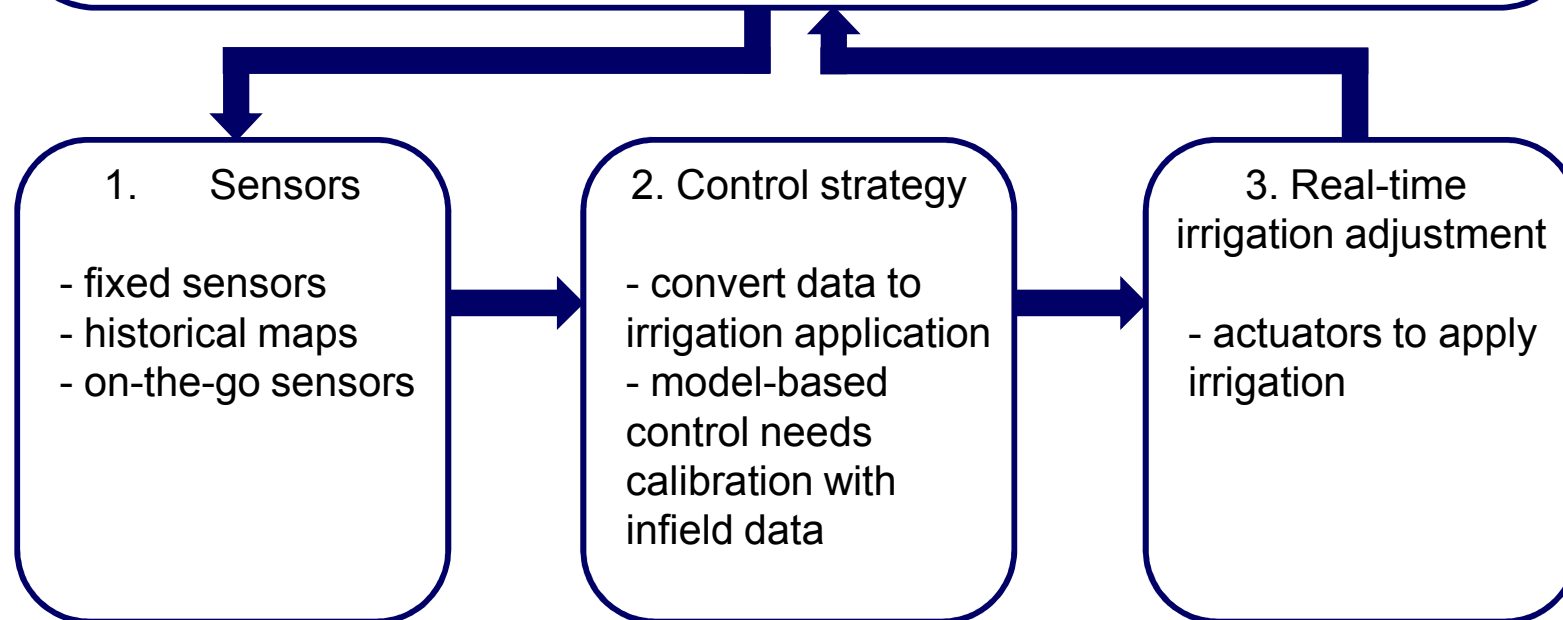 1. Sensors
- fixed sensors
- historical maps
- on-the-go sensors
2. Control strategy
- convert data to
irrigation application
- model-based
control needs
calibration with
infield data
3. Real-time
irrigation adjustment
- actuators to apply
irrigation